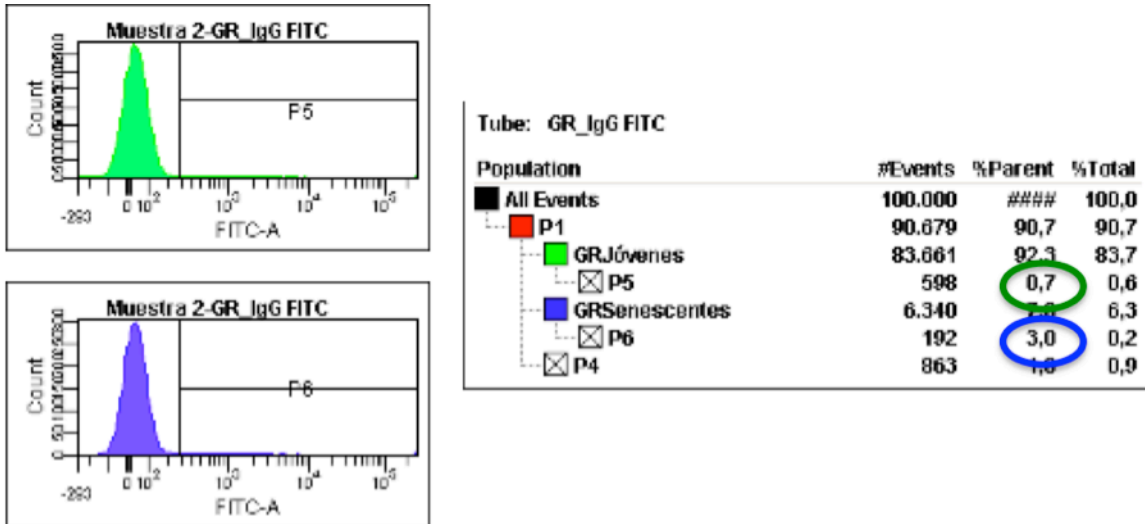 Muestra 2-GR_IgG FITC
Count
P5
-293 0 10² 10³ 10⁴ 10⁵
FITC-A
Muestra 2-GR_IgG FITC
Count
P6
-293 0 10² 10³ 10⁴ 10⁵
FITC-A
Tube: GR_IgG FITC
Population #Events %Parent %Total
All Events 100.000 #### 100,0
P1 90.679 90,7 90,7
GRJóvenes 83.661 92,3 83,7
P5 598 0,7 0,6
GRSenescentes 6.340 6,3
P6 192 3,0 0,2
P4 863 0,9